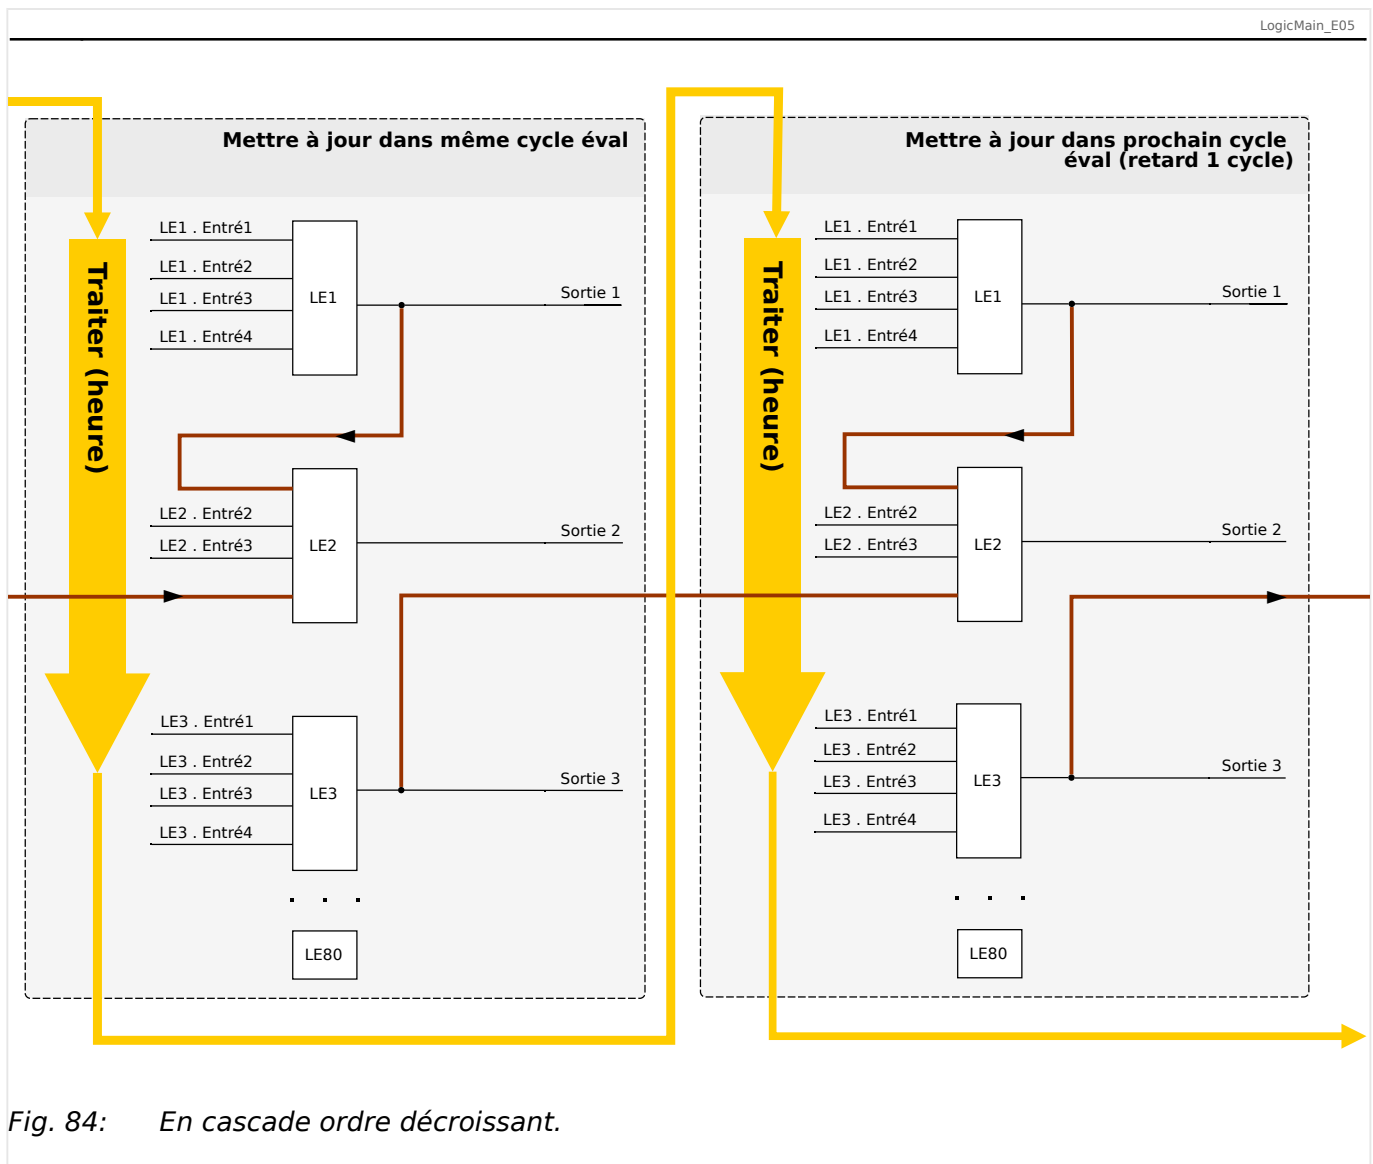 LogicMain_E05
Mettre à jour dans même cycle éval
Traiter (heure)
LE1 . Entré1
LE1 . Entré2
LE1 . Entré3
LE1 . Entré4
LE1
Sortie 1
LE2 . Entré2
LE2 . Entré3
LE2
Sortie 2
LE3 . Entré1
LE3 . Entré2
LE3 . Entré3
LE3 . Entré4
LE3
Sortie 3
. . .
LE80
Mettre à jour dans prochain cycle
éval (retard 1 cycle)
Traiter (heure)
LE1 . Entré1
LE1 . Entré2
LE1 . Entré3
LE1 . Entré4
LE1
Sortie 1
LE2 . Entré2
LE2 . Entré3
LE2
Sortie 2
LE3 . Entré1
LE3 . Entré2
LE3 . Entré3
LE3 . Entré4
LE3
Sortie 3
. . .
LE80
Fig. 84: En cascade ordre décroissant.